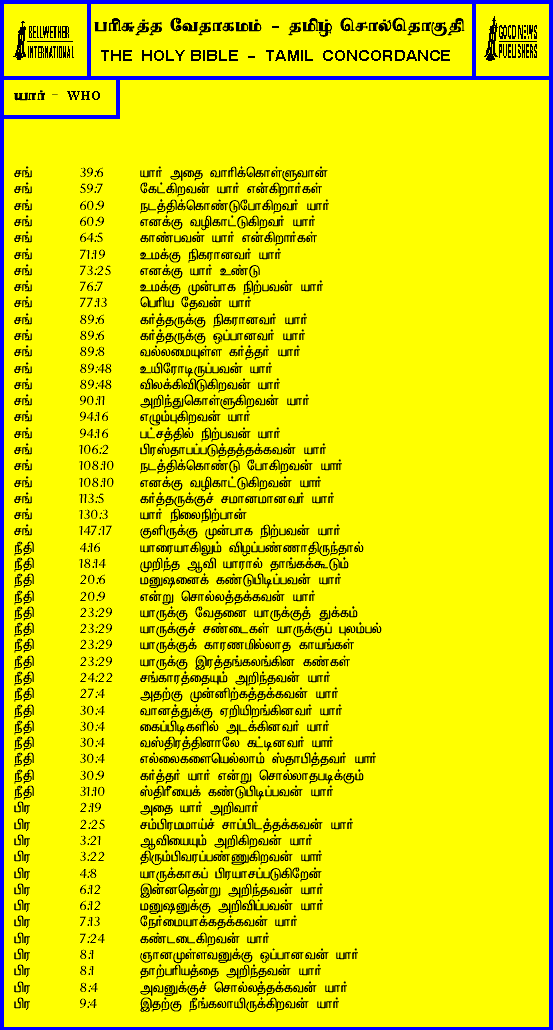 BELLWETHER
INTERNATIONAL
பரிசுத்த வேதாகமம் - தமிழ் சொல்தொகுதி
THE HOLY BIBLE - TAMIL CONCORDANCE
GOOD NEWS
PUBLISHERS
யார் - WHO
சங் 39:6 யார் அதை வாரிக்கொள்ளுவான்
சங் 59:7 கேட்கிறவன் யார் என்கிறார்கள்
சங் 60:9 நடத்திக்கொண்டுபோகிறவர் யார்
சங் 60:9 எனக்கு வழிகாட்டுகிறவர் யார்
சங் 64:5 காண்பவன் யார் என்கிறார்கள்
சங் 71:19 உமக்கு நிகரானவர் யார்
சங் 73:25 எனக்கு யார் உண்டு
சங் 76:7 உமக்கு முன்பாக நிற்பவன் யார்
சங் 77:13 பெரிய தேவன் யார்
சங் 89:6 கர்த்தருக்கு நிகரானவர் யார்
சங் 89:6 கர்த்தருக்கு ஒப்பானவர் யார்
சங் 89:8 வல்லமையுள்ள கர்த்தர் யார்
சங் 89:48 உயிரோடிருப்பவன் யார்
சங் 89:48 விலக்கிவிடுகிறவன் யார்
சங் 90:11 அறிந்துகொள்ளுகிறவன் யார்
சங் 94:16 எழும்புகிறவன் யார்
சங் 94:16 பட்சத்தில் நிற்பவன் யார்
சங் 106:2 பிரஸ்தாபப்படுத்தத்தக்கவன் யார்
சங் 108:10 நடத்திக்கொண்டு போகிறவன் யார்
சங் 108:10 எனக்கு வழிகாட்டுகிறவன் யார்
சங் 113:5 கர்த்தருக்குச் சமானமானவர் யார்
சங் 130:3 யார் நிலைநிற்பான்
சங் 147:17 குளிருக்கு முன்பாக நிற்பவன் யார்
நீதி 4:16 யாரையாகிலும் விழப்பண்ணாதிருந்தால்
நீதி 18:14 முறிந்த ஆவி யாரால் தாங்கக்கூடும்
நீதி 20:6 மனுஷனைக் கண்டுபிடிப்பவன் யார்
நீதி 20:9 என்று சொல்லத்தக்கவன் யார்
நீதி 23:29 யாருக்கு வேதனை யாருக்குத் துக்கம்
நீதி 23:29 யாருக்குச் சண்டைகள் யாருக்குப் புலம்பல்
நீதி 23:29 யாருக்குக் காரணமில்லாத காயங்கள்
நீதி 23:29 யாருக்கு இரத்தங்கலங்கின கண்கள்
நீதி 24:22 சங்காரத்தையும் அறிந்தவன் யார்
நீதி 27:4 அதற்கு முன்னிற்கத்தக்கவன் யார்
நீதி 30:4 வானத்துக்கு ஏறியிறங்கினவர் யார்
நீதி 30:4 கைப்பிடிகளில் அடக்கினவர் யார்
நீதி 30:4 வஸ்திரத்தினாலே கட்டினவர் யார்
நீதி 30:4 எல்லைகளையெல்லாம் ஸ்தாபித்தவர் யார்
நீதி 30:9 கர்த்தர் யார் என்று சொல்லாதபடிக்கும்
நீதி 31:10 ஸ்திரீயைக் கண்டுபிடிப்பவன் யார்
பிர 2:19 அதை யார் அறிவார்
பிர 2:25 சம்பிரமமாய்ச் சாப்பிடத்தக்கவன் யார்
பிர 3:21 ஆவியையும் அறிகிறவன் யார்
பிர 3:22 திரும்பிவரப்பண்ணுகிறவன் யார்
பிர 4:8 யாருக்காகப் பிரயாசப்படுகிறேன்
பிர 6:12 இன்னதென்று அறிந்தவன் யார்
பிர 6:12 மனுஷனுக்கு அறிவிப்பவன் யார்
பிர 7:13 நேர்மையாக்கதக்கவன் யார்
பிர 7:24 கண்டடைகிறவன் யார்
பிர 8:1 ஞானமுள்ளவனுக்கு ஒப்பானவன் யார்
பிர 8:1 தாற்பரியத்தை அறிந்தவன் யார்
பிர 8:4 அவனுக்குச் சொல்லத்தக்கவன் யார்
பிர 9:4 இதற்கு நீங்கலாயிருக்கிறவன் யார்